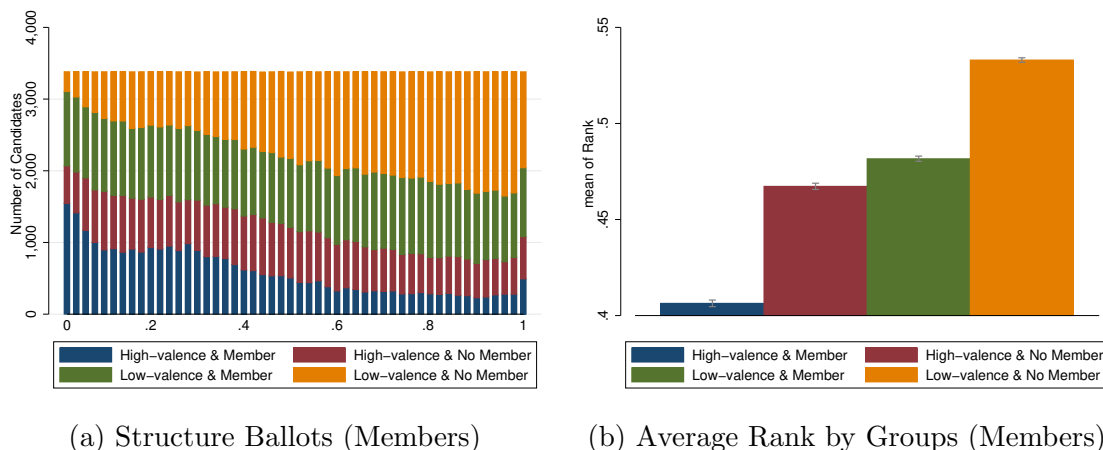 4,000
3,000
2,000
1,000
0
Number of Candidates
0 .2 .4 .6 .8 1
High−valence & Member High−valence & No Member
Low−valence & Member Low−valence & No Member
(a) Structure Ballots (Members)
.55
.5
.45
.4
mean of Rank
High−valence & Member High−valence & No Member
Low−valence & Member Low−valence & No Member
(b) Average Rank by Groups (Members)